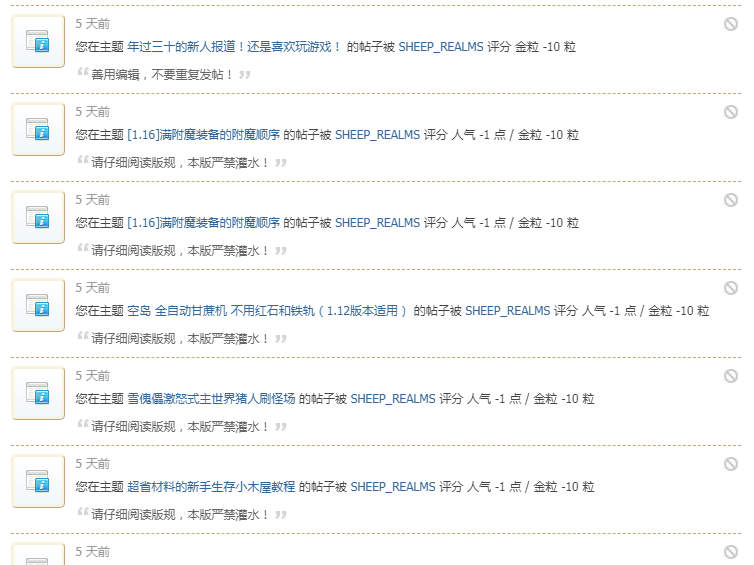 5 天前
您在主题 年过三十的新人报道！还是喜欢玩游戏！ 的帖子被 SHEEP_REALMS 评分 金粒 -10 粒
“善用编辑，不要重复发帖！”
5 天前
您在主题 [1.16]满附魔装备的附魔顺序 的帖子被 SHEEP_REALMS 评分 人气 -1 点 / 金粒 -10 粒
“请仔细阅读版规，本版严禁灌水！”
5 天前
您在主题 [1.16]满附魔装备的附魔顺序 的帖子被 SHEEP_REALMS 评分 人气 -1 点 / 金粒 -10 粒
“请仔细阅读版规，本版严禁灌水！”
5 天前
您在主题 空岛 全自动甘蔗机 不用红石和铁轨（1.12版本适用） 的帖子被 SHEEP_REALMS 评分 人气 -1 点 / 金粒 -10 粒
“请仔细阅读版规，本版严禁灌水！”
5 天前
您在主题 雪傀儡激怒式主世界猪人刷怪场 的帖子被 SHEEP_REALMS 评分 人气 -1 点 / 金粒 -10 粒
“请仔细阅读版规，本版严禁灌水！”
5 天前
您在主题 超省材料的新手生存小木屋教程 的帖子被 SHEEP_REALMS 评分 人气 -1 点 / 金粒 -10 粒
“请仔细阅读版规，本版严禁灌水！”
5 天前